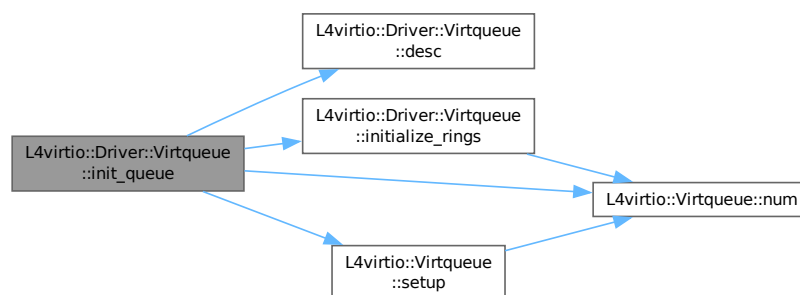 L4virtio::Driver::Virtqueue
::desc
L4virtio::Driver::Virtqueue
::initialize_rings
L4virtio::Driver::Virtqueue
::init_queue
L4virtio::Virtqueue::num
L4virtio::Virtqueue
::setup